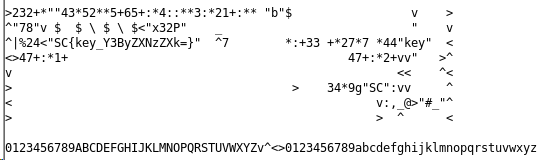 >232+*""43*52**5+65+:*4::**3:*21+:** "b"$                 v    >
^"78"v $  $ \ $ \ $<"x32P"    _                           "    v
^|%24<"SC{key_Y3ByZXNzZXk=}"  ^7        *:+33 +*27*7 *44"key"  <
<>47+:*1+                                        47+:*2+vv"   >^
v                                                       <<    ^<
>                                        >    34*9g"SC":vv     ^
<                                                    v:,_@>"#_"^
>                                                    >  ^      <
0123456789ABCDEFGHIJKLMNOPQRSTUVWXYZv^<>0123456789abcdefghijklmnopqrstuvwxyz